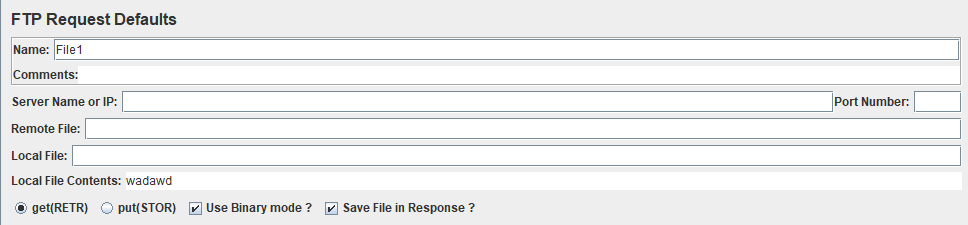 FTP Request Defaults
Name: File1
Comments:
Server Name or IP: Port Number:
Remote File:
Local File:
Local File Contents: wadawd
get(RETR) put(STOR) Use Binary mode ? Save File in Response ?